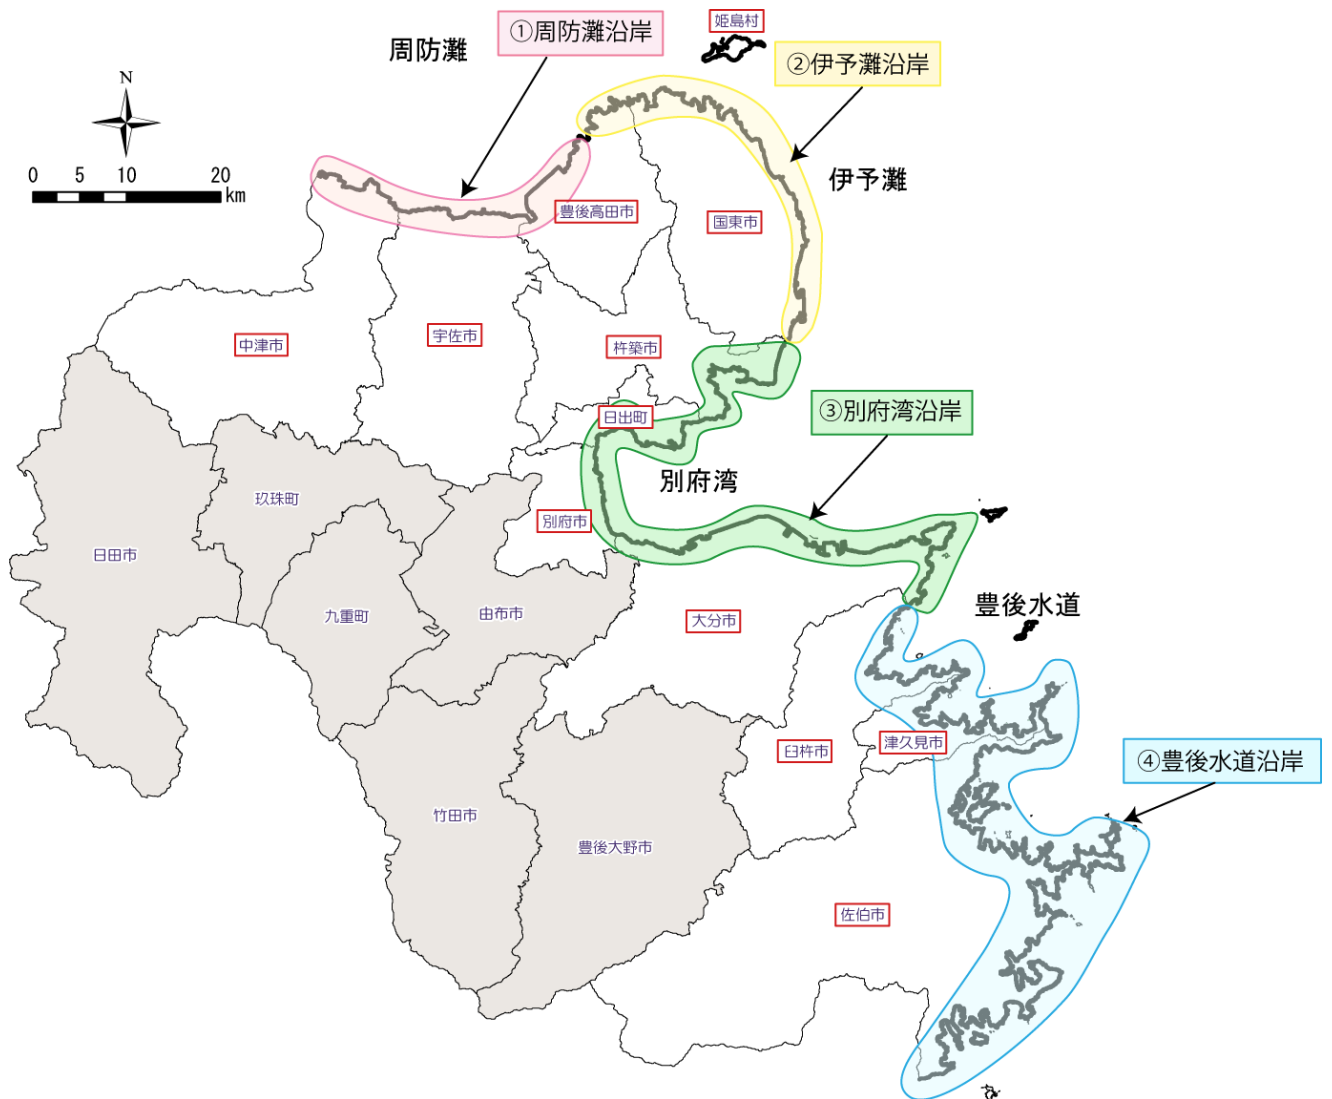 姫島村
①周防灘沿岸
周防灘
②伊予灘沿岸
N
伊予灘
0 5 10 20
km
豊後高田市
国東市
中津市
宇佐市
杵築市
日出町
③別府湾沿岸
別府湾
玖珠町
別府市
日田市
九重町
由布市
大分市
豊後水道
臼杵市
津久見市
④豊後水道沿岸
竹田市
豊後大野市
佐伯市